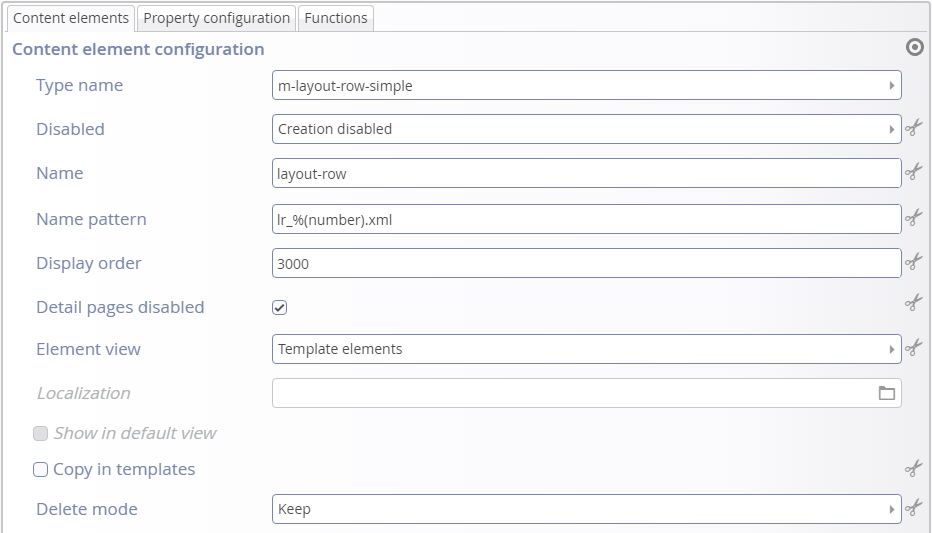 Content elements Property configuration Functions
Content element configuration
Type name m-layout-row-simple
Disabled Creation disabled
Name layout-row
Name pattern lr_%(number).xml
Display order 3000
Detail pages disabled
Element view Template elements
Localization
Show in default view
Copy in templates
Delete mode Keep